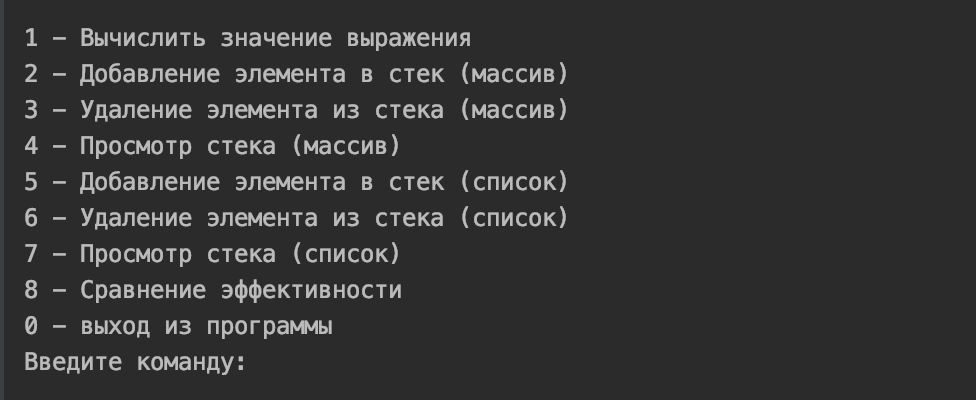 1 – Вычислить значение выражения
2 – Добавление элемента в стек (массив)
3 – Удаление элемента из стека (массив)
4 – Просмотр стека (массив)
5 – Добавление элемента в стек (список)
6 – Удаление элемента из стека (список)
7 – Просмотр стека (список)
8 – Сравнение эффективности
0 – выход из программы
Введите команду: